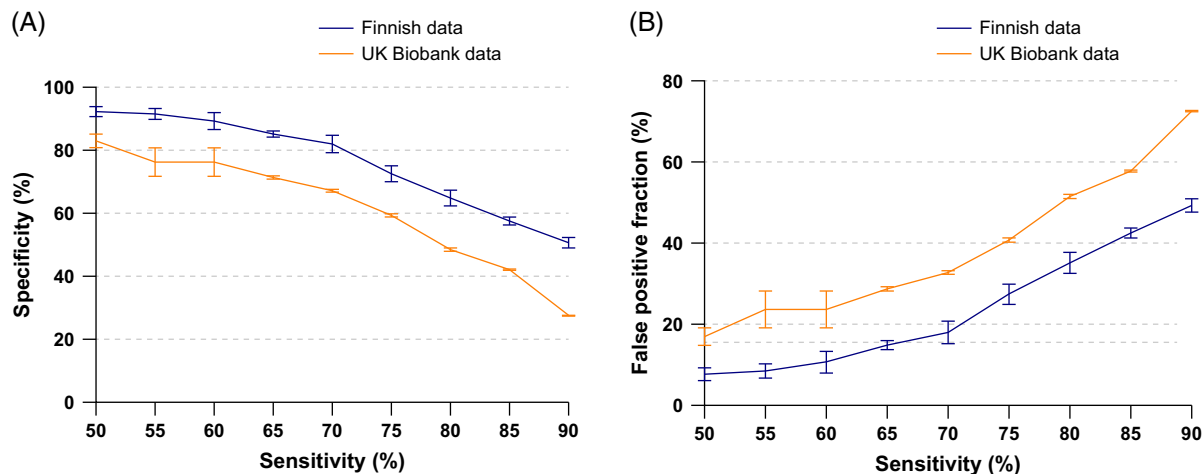 (A)
Finnish data
UK Biobank data
100
80
60
40
20
0
50 55 60 65 70 75 80 85 90
Specificity (%)
Sensitivity (%)
(B)
Finnish data
UK Biobank data
80
60
40
20
0
50 55 60 65 70 75 80 85 90
False positive fraction (%)
Sensitivity (%)